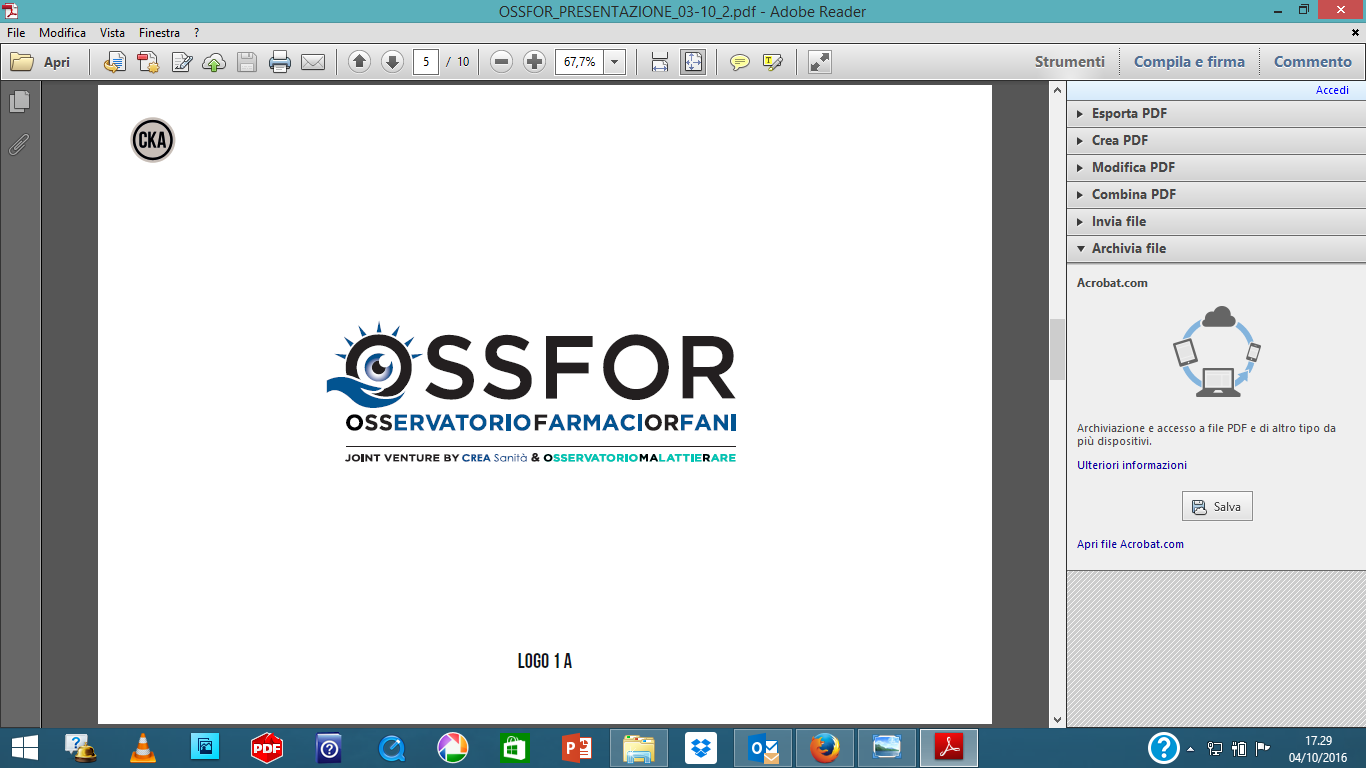 OSSFOR_PRESENTAZIONE_03-10_2.pdf - Adobe Reader
File Modifica Vista Finestra ?
Apri 5 / 10 67,7% Strumenti Compila e firma Commento
Accedi
CKA
OSSFOR
OSSERVATORIOFARMACIORFANI
JOINT VENTURE BY CREA Sanità & OSSERVATORIOMALATTIERARE
LOGO 1 A
Esporta PDF
Crea PDF
Modifica PDF
Combina PDF
Invia file
Archivia file
Acrobat.com
Archiviazione e accesso a file PDF e di altro tipo da
più dispositivi.
Ulteriori informazioni
Salva
Apri file Acrobat.com
PDF
17.29
04/10/2016